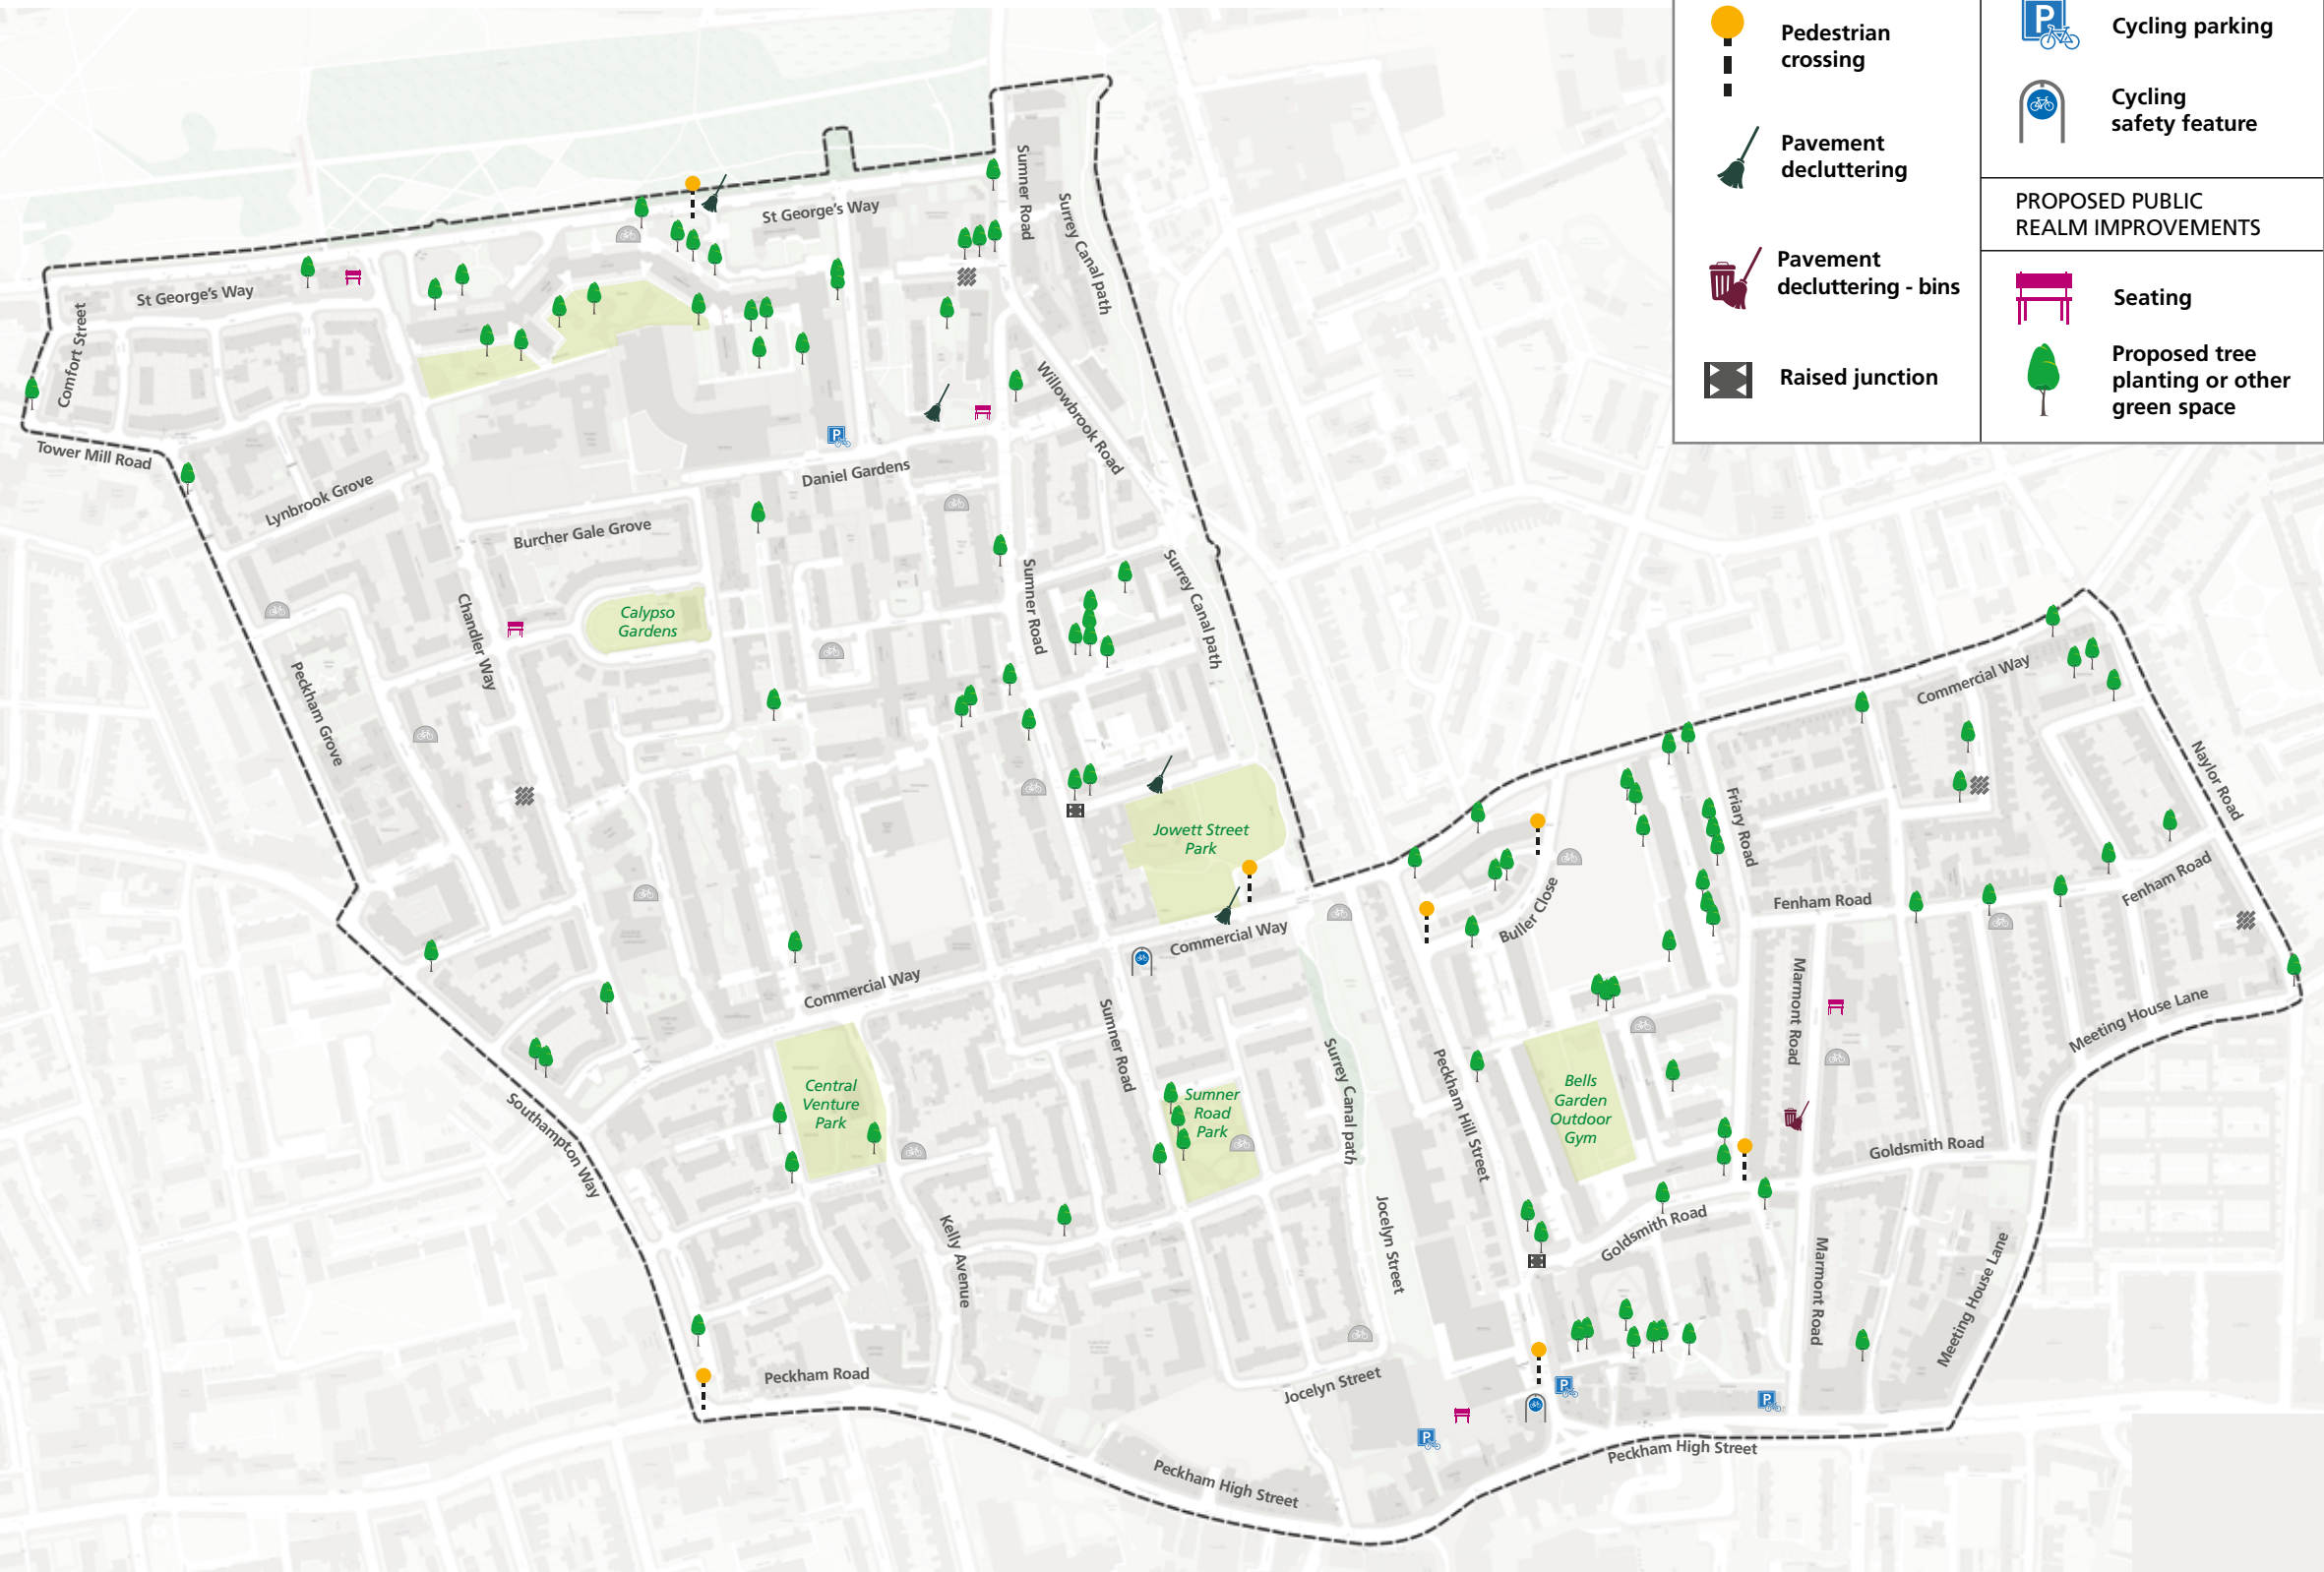 Pedestrian
crossing
Pavement
decluttering
Pavement
decluttering - bins
Raised junction
P
Cycling parking
Cycling
safety feature
PROPOSED PUBLIC
REALM IMPROVEMENTS
Seating
Proposed tree
planting or other
green space
St George's Way
Sumner Road
Surrey Canal path
St George's Way
Comfort Street
Tower Mill Road
Lynbrook Grove
Willowbrook Road
P
Daniel Gardens
Burcher Gale Grove
Calypso
Gardens
Chandler Way
Peckham Grove
Sumner Road
Surrey Canal path
Jowett Street
Park
Commercial Way
Commercial Way
Commercial Way
Naylor Road
Friary Road
Buller Close
Fenham Road
Fenham Road
Meeting House Lane
Marmont Road
Sumner Road
Surrey Canal path
Central
Venture
Park
Sumner
Road
Park
Peckham Hill Street
Bells
Garden
Outdoor
Gym
Goldsmith Road
Goldsmith Road
Southampton Way
Kelly Avenue
Jocelyn Street
Marmont Road
Meeting House Lane
Peckham Road
Jocelyn Street
P
P
P
Peckham High Street
Peckham High Street